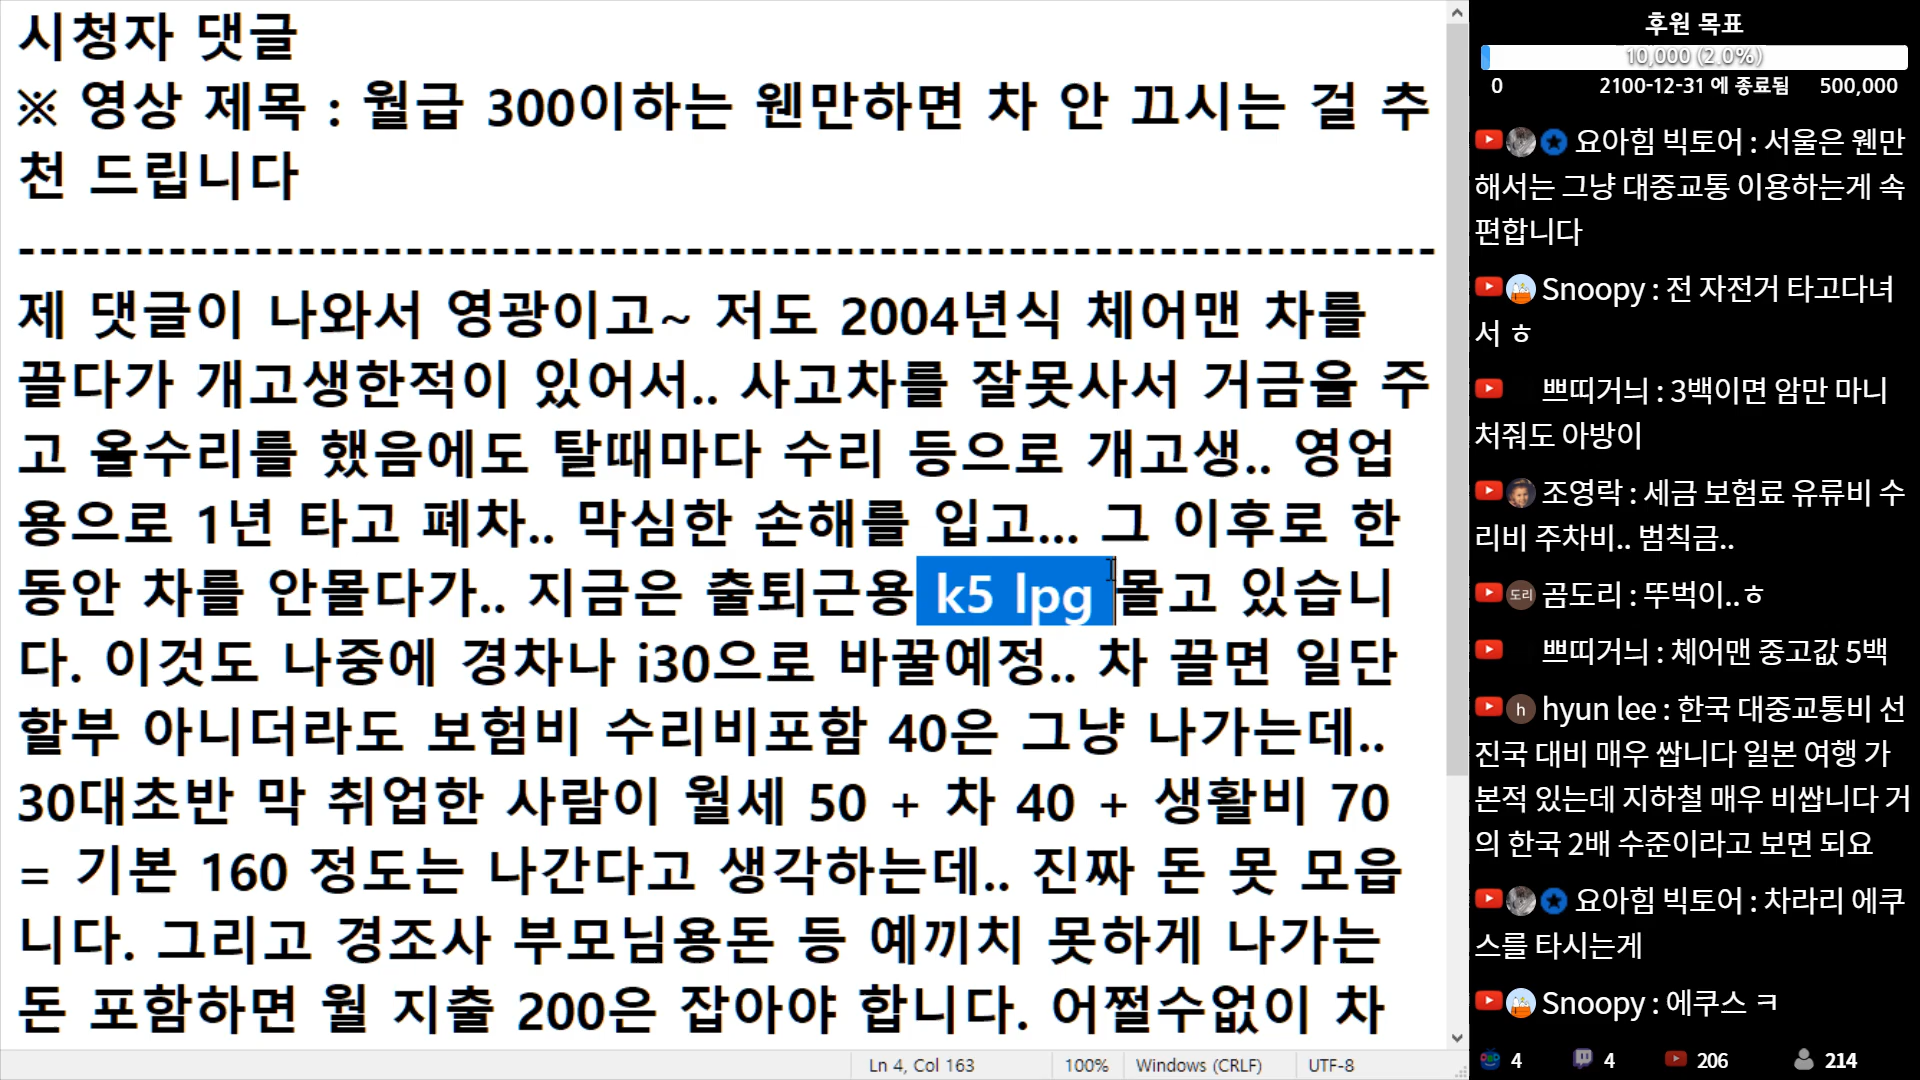 시청자 댓글
※ 영상 제목 : 월급 300이하는 웬만하면 차 안 끄시는 걸 추
천 드립니다
--------------------------------------------------------------------
제 댓글이 나와서 영광이고~ 저도 2004년식 체어맨 차를
끌다가 개고생한적이 있어서.. 사고차를 잘못사서 거금을 주
고 올수리를 했음에도 탈때마다 수리 등으로 개고생.. 영업
용으로 1년 타고 폐차.. 막심한 손해를 입고... 그 이후로 한
동안 차를 안몰다가.. 지금은 출퇴근용 k5 lpg 몰고 있습니
다. 이것도 나중에 경차나 i30으로 바꿀예정.. 차 끌면 일단
할부 아니더라도 보험비 수리비포함 40은 그냥 나가는데..
30대초반 막 취업한 사람이 월세 50 + 차 40 + 생활비 70
= 기본 160 정도는 나간다고 생각하는데.. 진짜 돈 못 모읍
니다. 그리고 경조사 부모님용돈 등 예끼치 못하게 나가는
돈 포함하면 월 지출 200은 잡아야 합니다. 어쩔수없이 차
Ln 4, Col 163
100%
Windows (CRLF)
UTF-8
후원 목표
10,000 (2.0%)
0 2100-12-31 에 종료됨 500,000
요아힘 빅토어 : 서울은 웬만
해서는 그냥 대중교통 이용하는게 속
편합니다
Snoopy : 전 자전거 타고다녀
서 ㅎ
쁘띠거늬 : 3백이면 암만 마니
처줘도 아방이
조영락 : 세금 보험료 유류비 수
리비 주차비.. 범칙금..
도리 곰도리 : 뚜벅이..ㅎ
쁘띠거늬 : 체어맨 중고값 5백
h hyun lee : 한국 대중교통비 선
진국 대비 매우 쌉니다 일본 여행 가
본적 있는데 지하철 매우 비쌉니다 거
의 한국 2배 수준이라고 보면 되요
요아힘 빅토어 : 차라리 에쿠
스를 타시는게
Snoopy : 에쿠스 ㅋ
4 4 206 214